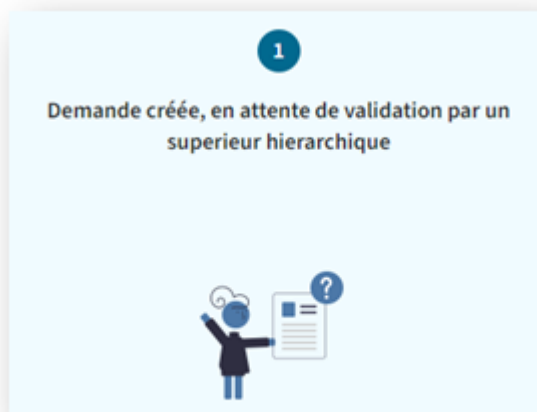 1
Demande créée, en attente de validation par un
superieur hierarchique
?